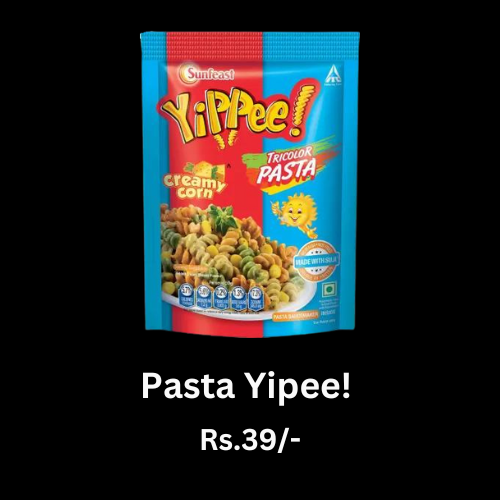 Sunfeast
YiPPee!
TRICOLOR
PASTA
creamy
corn
MADE WITH SUJI
Pasta Yipee!
Rs.39/-